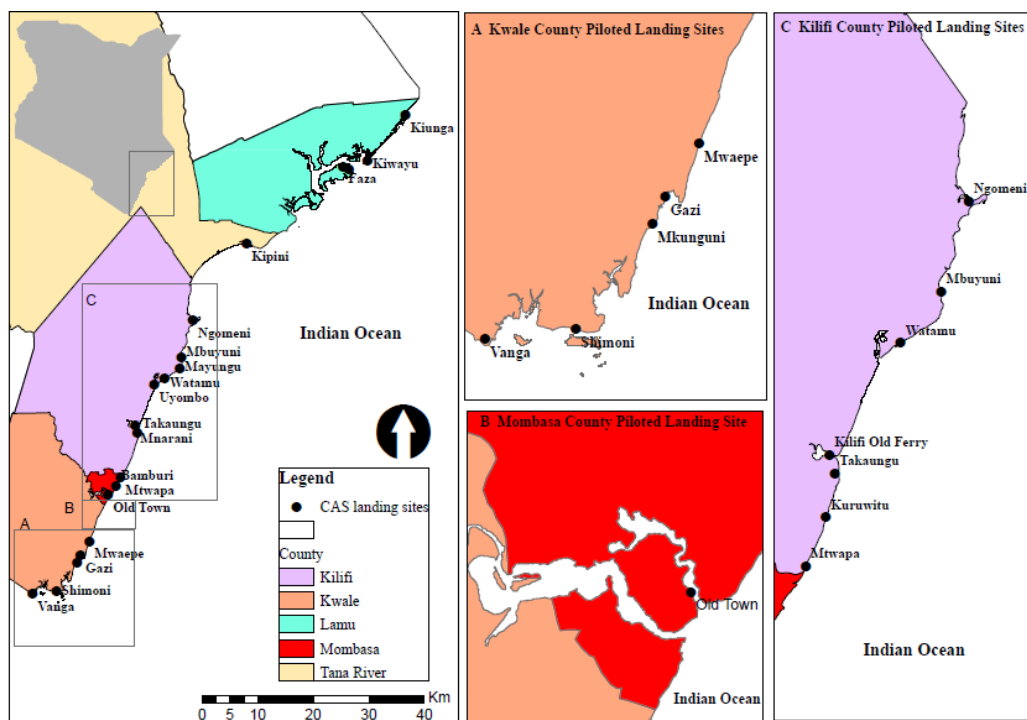 Kiunga
Kiwayu
Faza
Kipini
C
Ngomeni
Indian Ocean
Mbuyuni
Mayungu
Watamu
Uyombo
Takaungu
Mnarani
Bamburi
Mtwapa
Old Town
B
A
Mwaepe
Gazi
Shimoni
Vanga
Legend
CAS landing sites
County
Kilifi
Kwale
Lamu
Mombasa
Tana River
Km
0 5 10 20 30 40
A Kwale County Piloted Landing Sites
Mwaepe
Gazi
Mkunguni
Indian Ocean
Shimoni
Vanga
B Mombasa County Piloted Landing Site
Old Town
Indian Ocean
C Kilifi County Piloted Landing Sites
Ngomeni
Mbuyuni
Watamu
Kilifi Old Ferry
Takaungu
Kuruwitu
Mtwapa
Indian Ocean